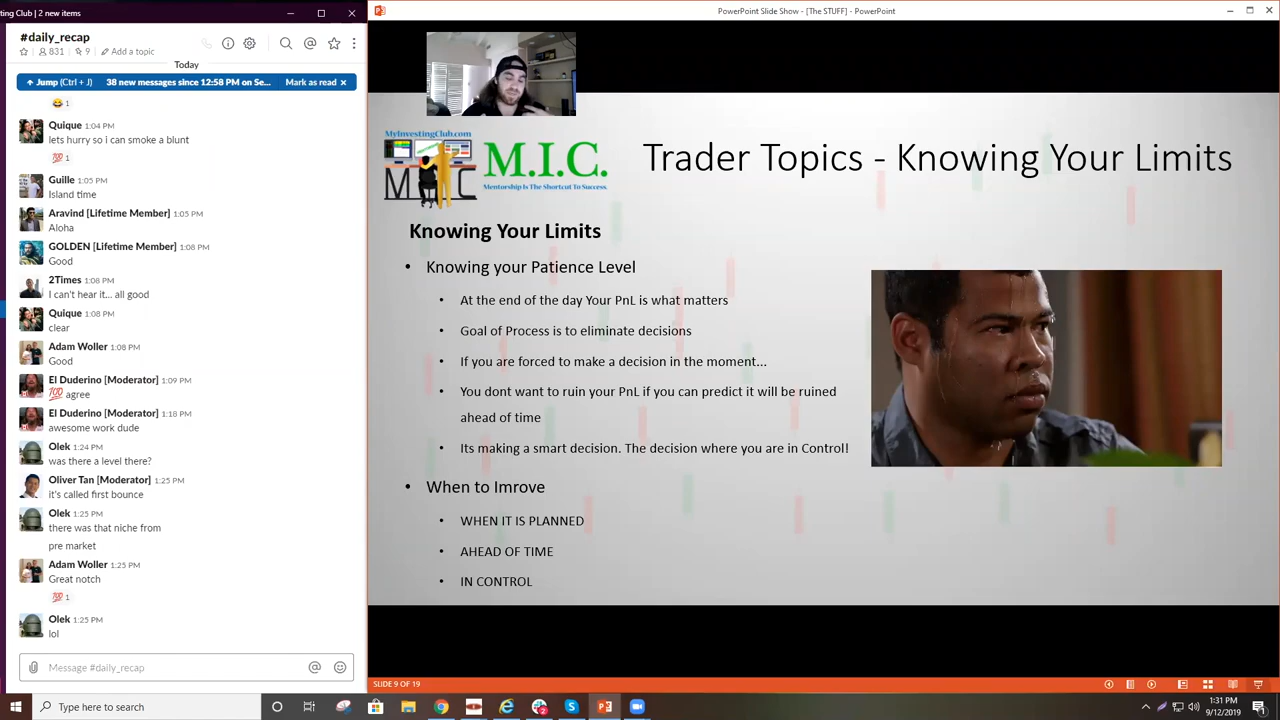 ting Club | 2 new items
#daily_recap
831
9
Add a topic
Today
Jump (Ctrl + J) 38 new messages since 12:58 PM on Se... Mark as read
1
Quique 1:04 PM
lets hurry so i can smoke a blunt
💯 1
Guille 1:05 PM
Island time
Aravind [Lifetime Member] 1:05 PM
Aloha
GOLDEN [Lifetime Member] 1:08 PM
Good
2Times 1:08 PM
I can't hear it... all good
Quique 1:08 PM
clear
Adam Woller 1:08 PM
Good
El Duderino [Moderator] 1:09 PM
💯 agree
El Duderino [Moderator] 1:18 PM
awesome work dude
Olek 1:24 PM
was there a level there?
Oliver Tan [Moderator] 1:25 PM
it's called first bounce
Olek 1:25 PM
there was that niche from
pre market
Adam Woller 1:25 PM
Great notch
💯 1
Olek 1:25 PM
lol
Message #daily_recap
PowerPoint Slide Show - [The STUFF] - PowerPoint
MyInvestingClub.com
MIC
M.I.C.
Mentorship Is The Shortcut To Success.
Trader Topics - Knowing Your Limits
Knowing Your Limits
• Knowing your Patience Level
• At the end of the day Your PnL is what matters
• Goal of Process is to eliminate decisions
• If you are forced to make a decision in the moment...
• You dont want to ruin your PnL if you can predict it will be ruined
ahead of time
• Its making a smart decision. The decision where you are in Control!
• When to Imrove
• WHEN IT IS PLANNED
• AHEAD OF TIME
• IN CONTROL
SLIDE 9 OF 19
Type here to search
1:31 PM
9/12/2019